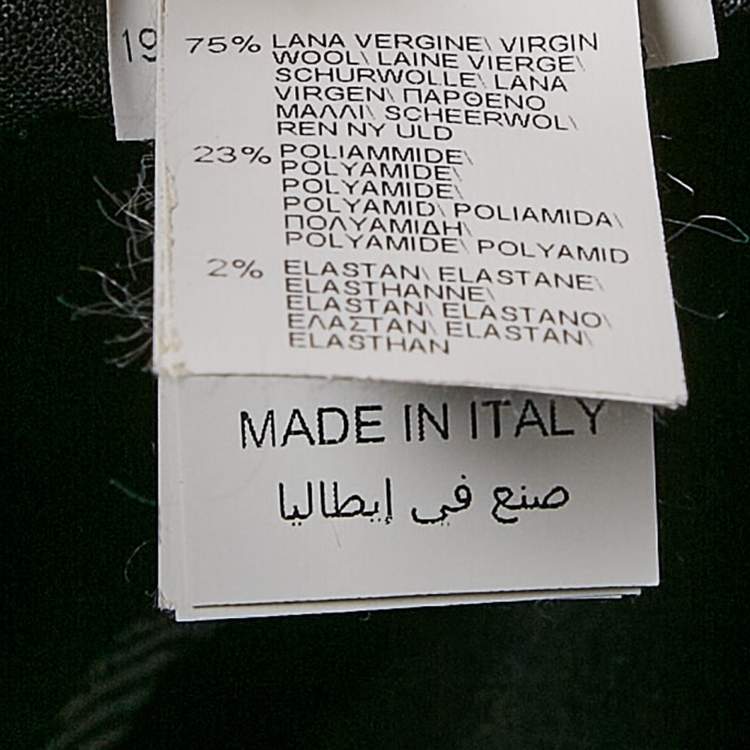 19
75% LANA VERGINE\ VIRGIN
WOOL\ LAINE VIERGE\
SCHURWOLLE\ LANA
VIRGEN\ ΠΑΡΘΕΝΟ
ΜΑΛΛΙ\ SCHEERWOL\
REN NY ULD
23% POLIAMMIDE\
POLYAMIDE\
POLYAMIDE\
POLYAMID\ POLIAMIDA\
ΠΟΛΥΑΜΙΔΗ\
POLYAMIDE\ POLYAMID
2% ELASTAN\ ELASTANE\
ELASTHANNE\
ELASTAN\ ELASTANO\
ΕΛΑΣΤΑΝ\ ELASTAN\
ELASTHAN
MADE IN ITALY
صنع في إيطاليا